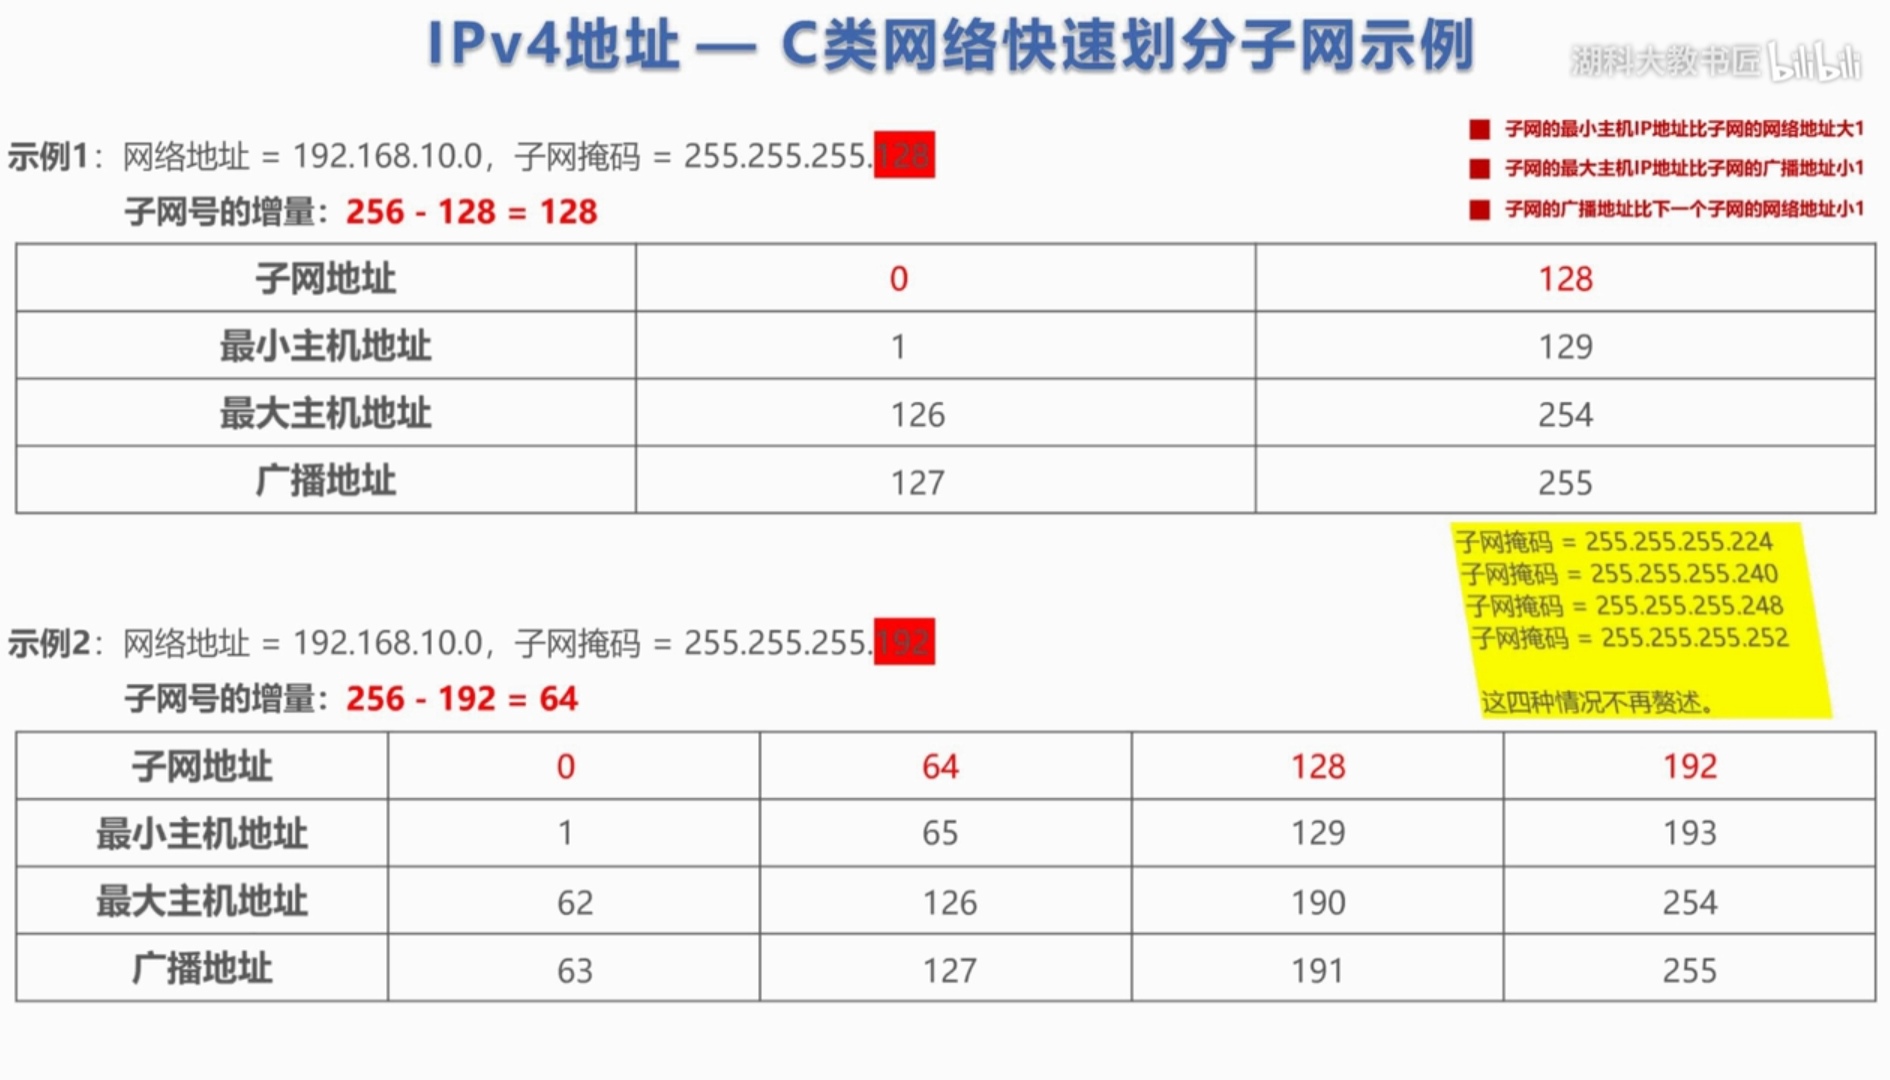 IPv4地址 — C类网络快速划分子网示例
湖科大教书匠 bilibili
子网的最小主机IP地址比子网的网络地址大1
子网的最大主机IP地址比子网的广播地址小1
子网的广播地址比下一个子网的网络地址小1
示例1：网络地址 = 192.168.10.0，子网掩码 = 255.255.255.128
子网号的增量：256 - 128 = 128
子网地址 0 128
最小主机地址 1 129
最大主机地址 126 254
广播地址 127 255
子网掩码 = 255.255.255.224
子网掩码 = 255.255.255.240
子网掩码 = 255.255.255.248
子网掩码 = 255.255.255.252
这四种情况不再赘述。
示例2：网络地址 = 192.168.10.0，子网掩码 = 255.255.255.192
子网号的增量：256 - 192 = 64
子网地址 0 64 128 192
最小主机地址 1 65 129 193
最大主机地址 62 126 190 254
广播地址 63 127 191 255